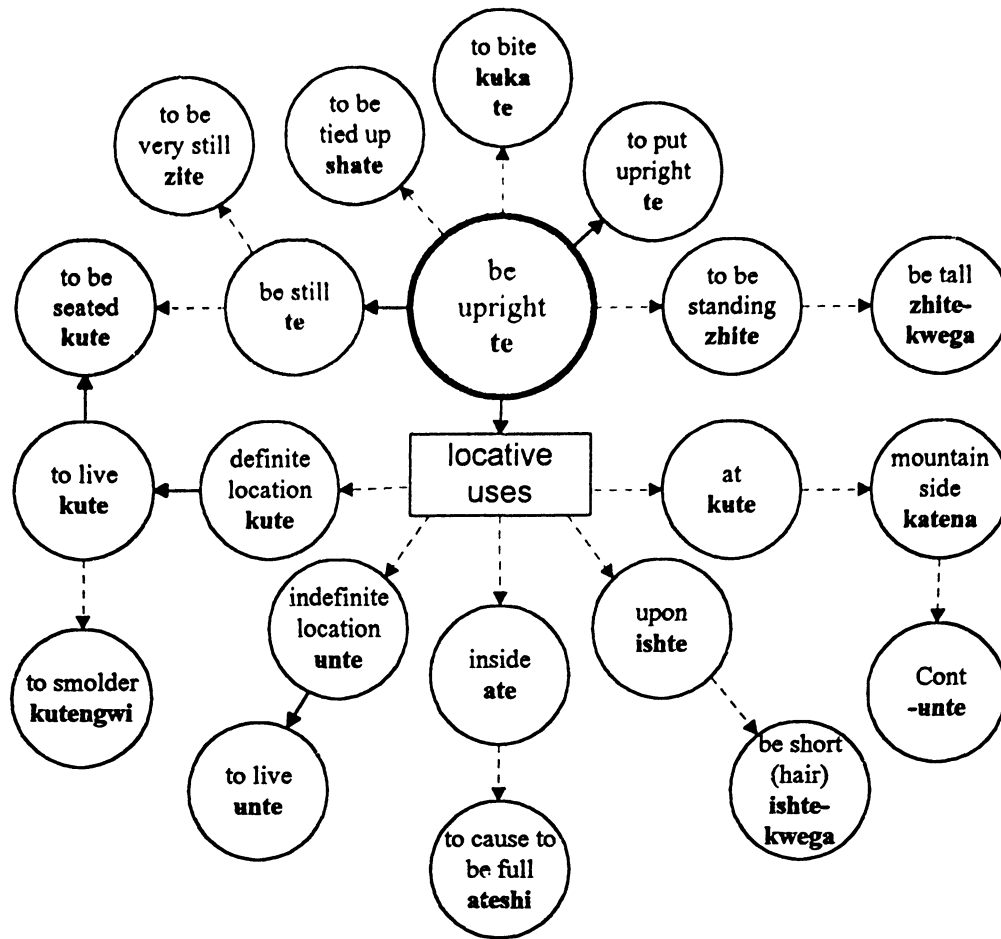 to bite
kuka
te
to be
very still
zite
to be
tied up
shate
to put
upright
te
to be
seated
kute
be still
te
be
upright
te
to be
standing
zhite
be tall
zhite-
kwega
to live
kute
definite
location
kute
locative
uses
at
kute
mountain
side
katena
indefinite
location
unte
inside
ate
upon
ishte
to smolder
kutengwi
Cont
-unte
to live
unte
be short
(hair)
ishte-
kwega
to cause to
be full
ateshi